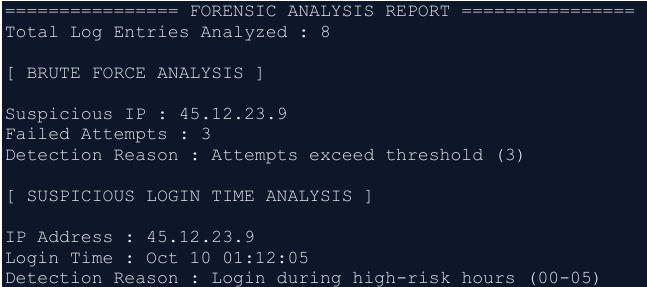 ================ FORENSIC ANALYSIS REPORT ================
Total Log Entries Analyzed : 8
[ BRUTE FORCE ANALYSIS ]
Suspicious IP : 45.12.23.9
Failed Attempts : 3
Detection Reason : Attempts exceed threshold (3)
[ SUSPICIOUS LOGIN TIME ANALYSIS ]
IP Address : 45.12.23.9
Login Time : Oct 10 01:12:05
Detection Reason : Login during high-risk hours (00-05)